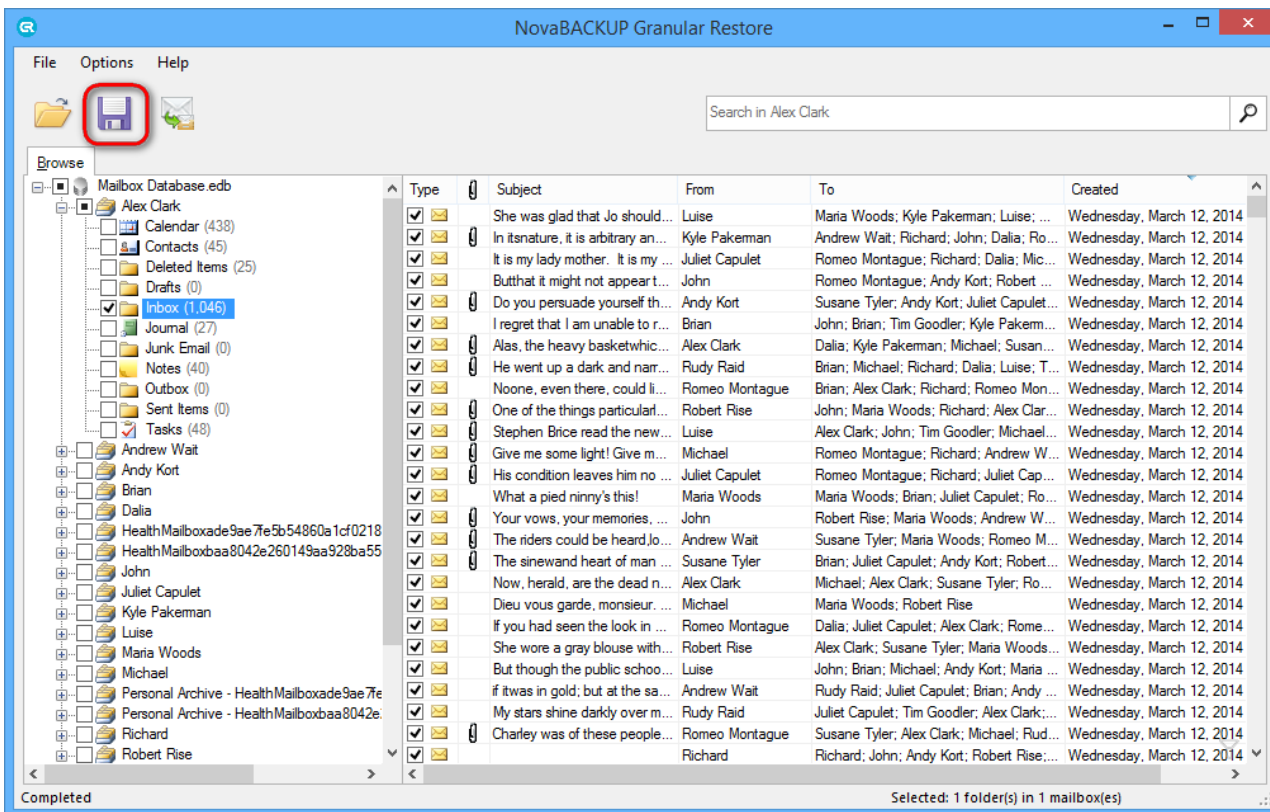 NovaBACKUP Granular Restore
File Options Help
Search in Alex Clark
Browse
Mailbox Database.edb
Alex Clark
Calendar (438)
Contacts (45)
Deleted Items (25)
Drafts (0)
Inbox (1,046)
Journal (27)
Junk Email (0)
Notes (40)
Outbox (0)
Sent Items (0)
Tasks (48)
Andrew Wait
Andy Kort
Brian
Dalia
HealthMailboxade9ae7fe5b54860a1cf0218
HealthMailboxbaa8042e260149aa928ba55
John
Juliet Capulet
Kyle Pakerman
Luise
Maria Woods
Michael
Personal Archive - HealthMailboxade9ae7fe
Personal Archive - HealthMailboxbaa8042e.
Richard
Robert Rise
Type Subject From To Created
She was glad that Jo should... Luise Maria Woods; Kyle Pakerman; Luise; ... Wednesday, March 12, 2014
In itsnature, it is arbitrary an... Kyle Pakerman Andrew Wait; Richard; John; Dalia; Ro... Wednesday, March 12, 2014
It is my lady mother. It is my ... Juliet Capulet Romeo Montague; Richard; Dalia; Mic... Wednesday, March 12, 2014
Butthat it might not appear t... John Romeo Montague; Andy Kort; Robert ... Wednesday, March 12, 2014
Do you persuade yourself th... Andy Kort Susane Tyler; Andy Kort; Juliet Capulet... Wednesday, March 12, 2014
I regret that I am unable to r... Brian John; Brian; Tim Goodler; Kyle Pakerm... Wednesday, March 12, 2014
Alas, the heavy basketwhic... Alex Clark Dalia; Kyle Pakerman; Michael; Susan... Wednesday, March 12, 2014
He went up a dark and narr... Rudy Raid Brian; Michael; Richard; Dalia; Luise; T... Wednesday, March 12, 2014
Noone, even there, could li... Romeo Montague Brian; Alex Clark; Richard; Romeo Mon... Wednesday, March 12, 2014
One of the things particularl... Robert Rise John; Maria Woods; Richard; Alex Clar... Wednesday, March 12, 2014
Stephen Brice read the new... Luise Alex Clark; John; Tim Goodler; Michael... Wednesday, March 12, 2014
Give me some light! Give m... Michael Romeo Montague; Richard; Andrew W... Wednesday, March 12, 2014
His condition leaves him no ... Juliet Capulet Romeo Montague; Richard; Juliet Cap... Wednesday, March 12, 2014
What a pied ninny's this! Maria Woods Maria Woods; Brian; Juliet Capulet; Ro... Wednesday, March 12, 2014
Your vows, your memories, ... John Robert Rise; Maria Woods; Andrew W... Wednesday, March 12, 2014
The riders could be heard,lo... Andrew Wait Susane Tyler; Maria Woods; Romeo M... Wednesday, March 12, 2014
The sinewand heart of man ... Susane Tyler Brian; Juliet Capulet; Andy Kort; Robert... Wednesday, March 12, 2014
Now, herald, are the dead n... Alex Clark Michael; Alex Clark; Susane Tyler; Ro... Wednesday, March 12, 2014
Dieu vous garde, monsieur. ... Michael Maria Woods; Robert Rise Wednesday, March 12, 2014
If you had seen the look in ... Romeo Montague Dalia; Juliet Capulet; Alex Clark; Rome... Wednesday, March 12, 2014
She wore a gray blouse with... Robert Rise Alex Clark; Susane Tyler; Maria Woods... Wednesday, March 12, 2014
But though the public schoo... Luise John; Brian; Michael; Andy Kort; Maria ... Wednesday, March 12, 2014
if itwas in gold; but at the sa... Andrew Wait Rudy Raid; Juliet Capulet; Brian; Andy ... Wednesday, March 12, 2014
My stars shine darkly over m... Rudy Raid Juliet Capulet; Tim Goodler; Alex Clark;... Wednesday, March 12, 2014
Charley was of these people... Romeo Montague Susane Tyler; Alex Clark; Michael; Rud... Wednesday, March 12, 2014
Richard Richard; John; Andy Kort; Robert Rise;... Wednesday, March 12, 2014
Completed Selected: 1 folder(s) in 1 mailbox(es)